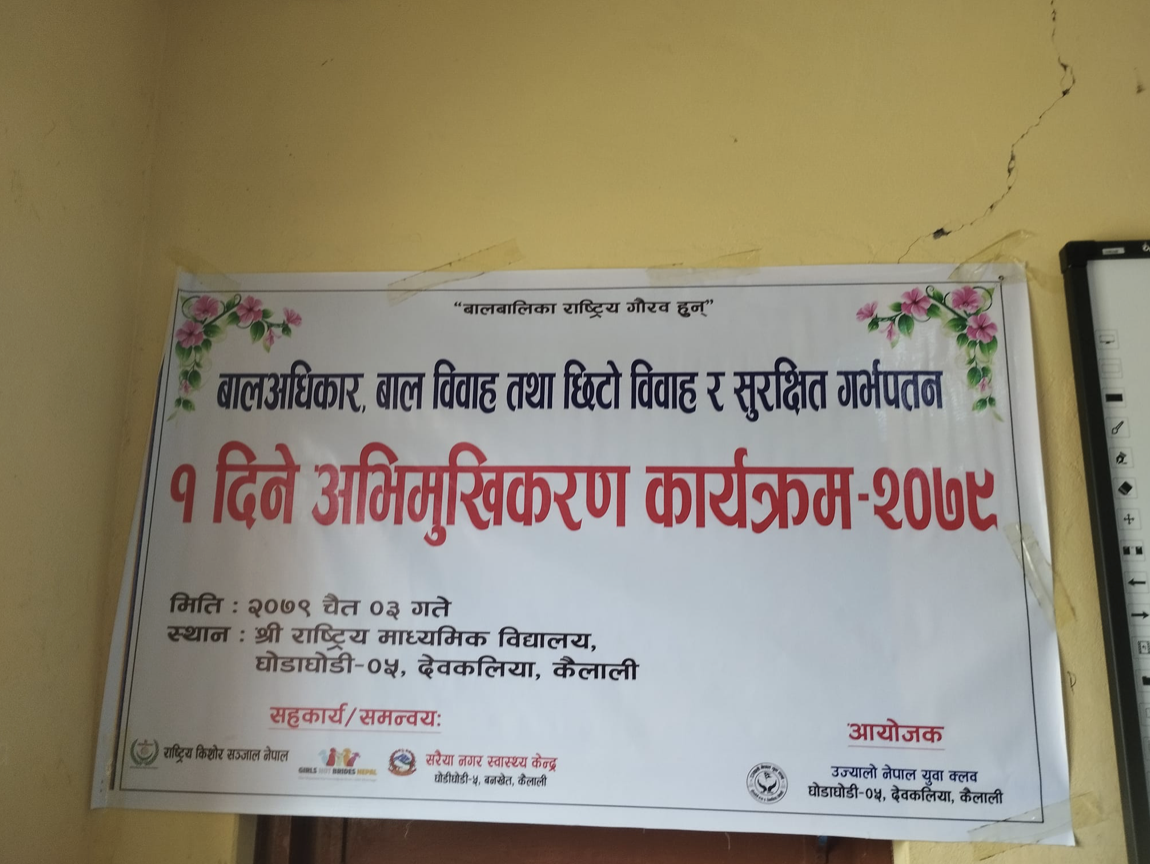 “बालबालिका राष्ट्रिय गौरव हुन्”
बालअधिकार, बाल विवाह तथा छिटो विवाह र सुरक्षित गर्भपतन
१ दिने अभिमुखिकरण कार्यक्रम-२०७९
मिति : २०७९ चैत ०३ गते
स्थान : श्री राष्ट्रिय माध्यमिक विद्यालय,
घोडाघोडी-०५, देवकलिया, कैलाली
सहकार्य/समन्वयः
राष्ट्रिय किशोर सञ्जाल नेपाल
GIRLS NOT BRIDES NEPAL
सरैया नगर स्वास्थ्य केन्द्र
घोडीघोडी-५, बनखेत, कैलाली
आयोजक
उज्यालो नेपाल युवा क्लव
घोडाघोडी-०५, देवकलिया, कैलाली